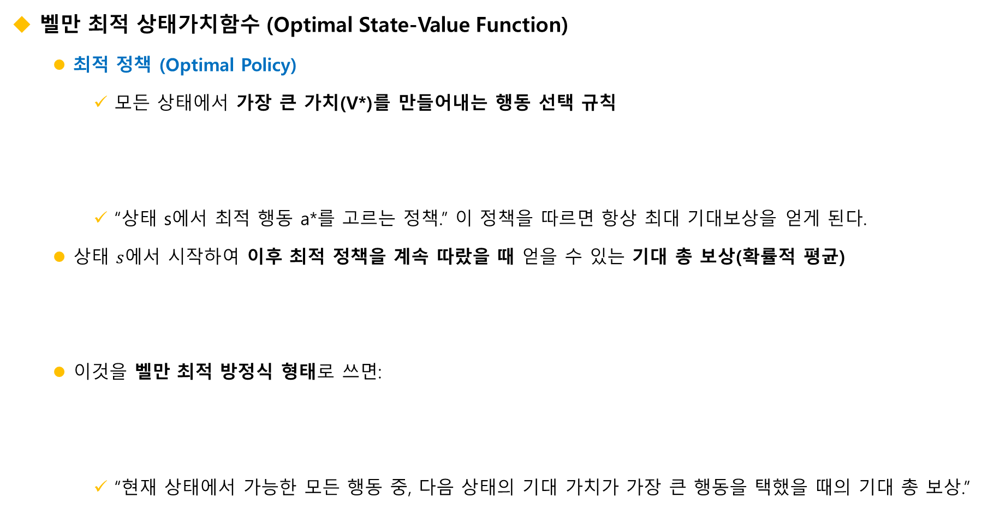 벨만 최적 상태가치함수 (Optimal State-Value Function)
최적 정책 (Optimal Policy)
모든 상태에서 가장 큰 가치(V*)를 만들어내는 행동 선택 규칙
“상태 s에서 최적 행동 a*를 고르는 정책.” 이 정책을 따르면 항상 최대 기대보상을 얻게 된다.
상태 s에서 시작하여 이후 최적 정책을 계속 따랐을 때 얻을 수 있는 기대 총 보상(확률적 평균)
이것을 벨만 최적 방정식 형태로 쓰면:
“현재 상태에서 가능한 모든 행동 중, 다음 상태의 기대 가치가 가장 큰 행동을 택했을 때의 기대 총 보상.”